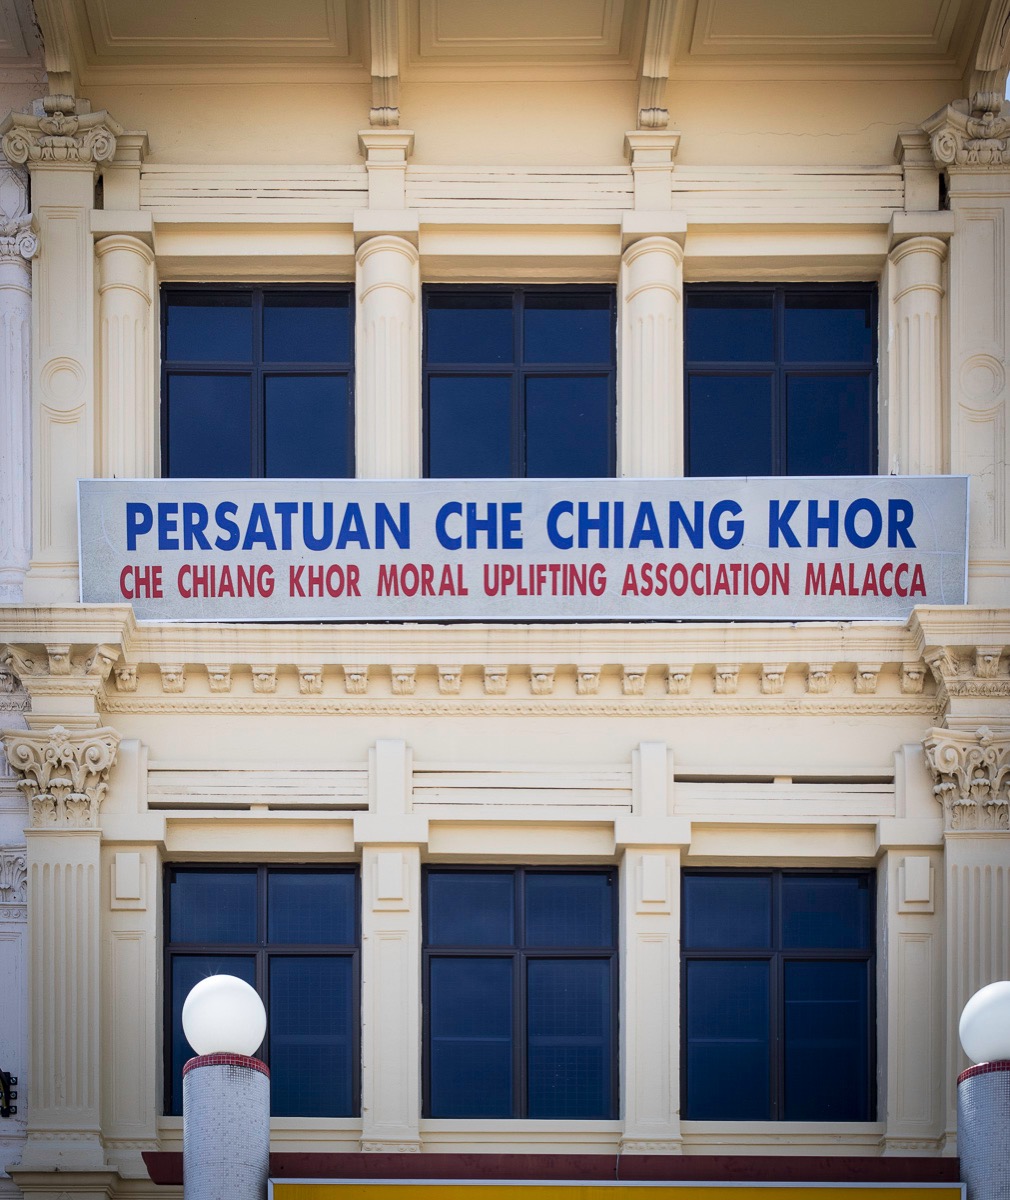 PERSATUAN CHE CHIANG KHOR
CHE CHIANG KHOR MORAL UPLIFTING ASSOCIATION MALACCA